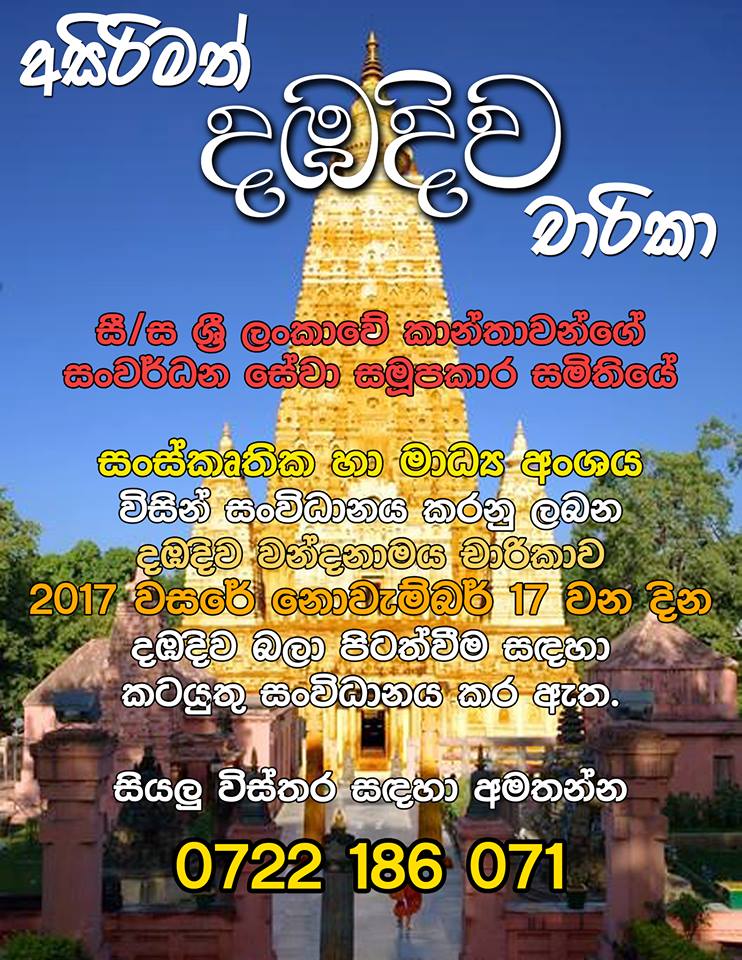 අසිරිමත්
දඹදිව
චාරිකා
සී/ස ශ්‍රී ලංකාවේ කාන්තාවන්ගේ
සංවර්ධන සේවා සමූපකාර සමිතියේ
සංස්කෘතික හා මාධ්‍ය අංශය
විසින් සංවිධානය කරනු ලබන
දඹදිව වන්දනාමය චාරිකාව
2017 වසරේ නොවැම්බර් 17 වන දින
දඹදිව බලා පිටත්වීම සඳහා
කටයුතු සංවිධානය කර ඇත.
සියලු විස්තර සඳහා අමතන්න
0722 186 071